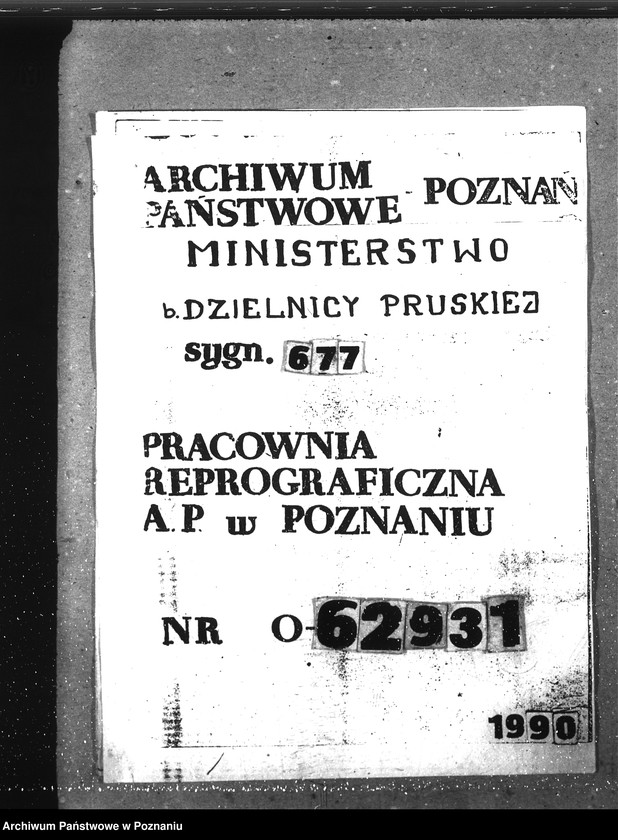 ARCHIWUM
PAŃSTWOWE - POZNAŃ
MINISTERSTWO
b. DZIELNICY PRUSKIEJ
sygn. 677
PRACOWNIA
REPROGRAFICZNA
A.P. w POZNANIU
NR O-62931
1990
Archiwum Państwowe w Poznaniu